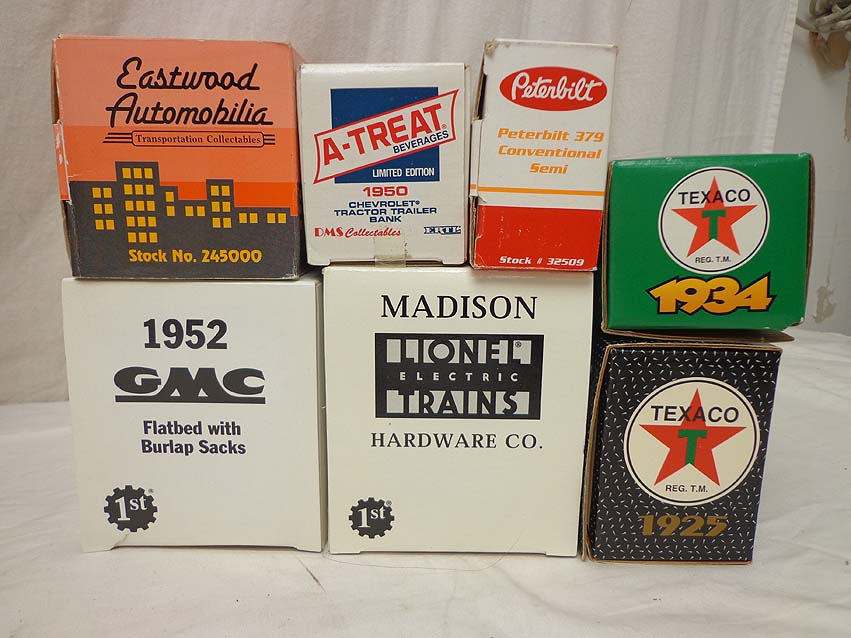 Eastwood
Automobilia
Transportation Collectables
Stock No. 245000
A-TREAT
BEVERAGES
LIMITED EDITION
1950
CHEVROLET
TRACTOR TRAILER
BANK
DMS Collectables
ERTL
Peterbilt
Peterbilt 379
Conventional
Semi
Stock # 32509
TEXACO
T
REG. T.M.
1934
1952
GMC
Flatbed with
Burlap Sacks
1st®
MADISON
LIONEL®
ELECTRIC
TRAINS
HARDWARE CO.
1st®
TEXACO
T
REG. T.M.
1925